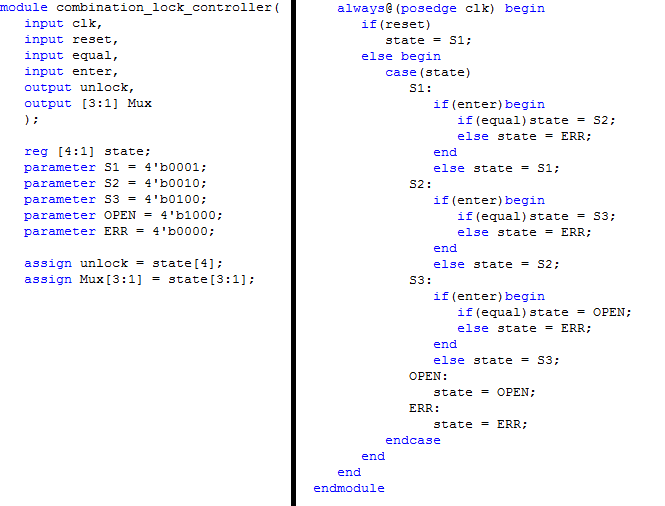 module combination_lock_controller(
input clk,
input reset,
input equal,
input enter,
output unlock,
output [3:1] Mux
);
reg [4:1] state;
parameter S1 = 4'b0001;
parameter S2 = 4'b0010;
parameter S3 = 4'b0100;
parameter OPEN = 4'b1000;
parameter ERR = 4'b0000;
assign unlock = state[4];
assign Mux[3:1] = state[3:1];
always@(posedge clk) begin
if(reset)
state = S1;
else begin
case(state)
S1:
if(enter)begin
if(equal)state = S2;
else state = ERR;
end
else state = S1;
S2:
if(enter)begin
if(equal)state = S3;
else state = ERR;
end
else state = S2;
S3:
if(enter)begin
if(equal)state = OPEN;
else state = ERR;
end
else state = S3;
OPEN:
state = OPEN;
ERR:
state = ERR;
endcase
end
end
endmodule